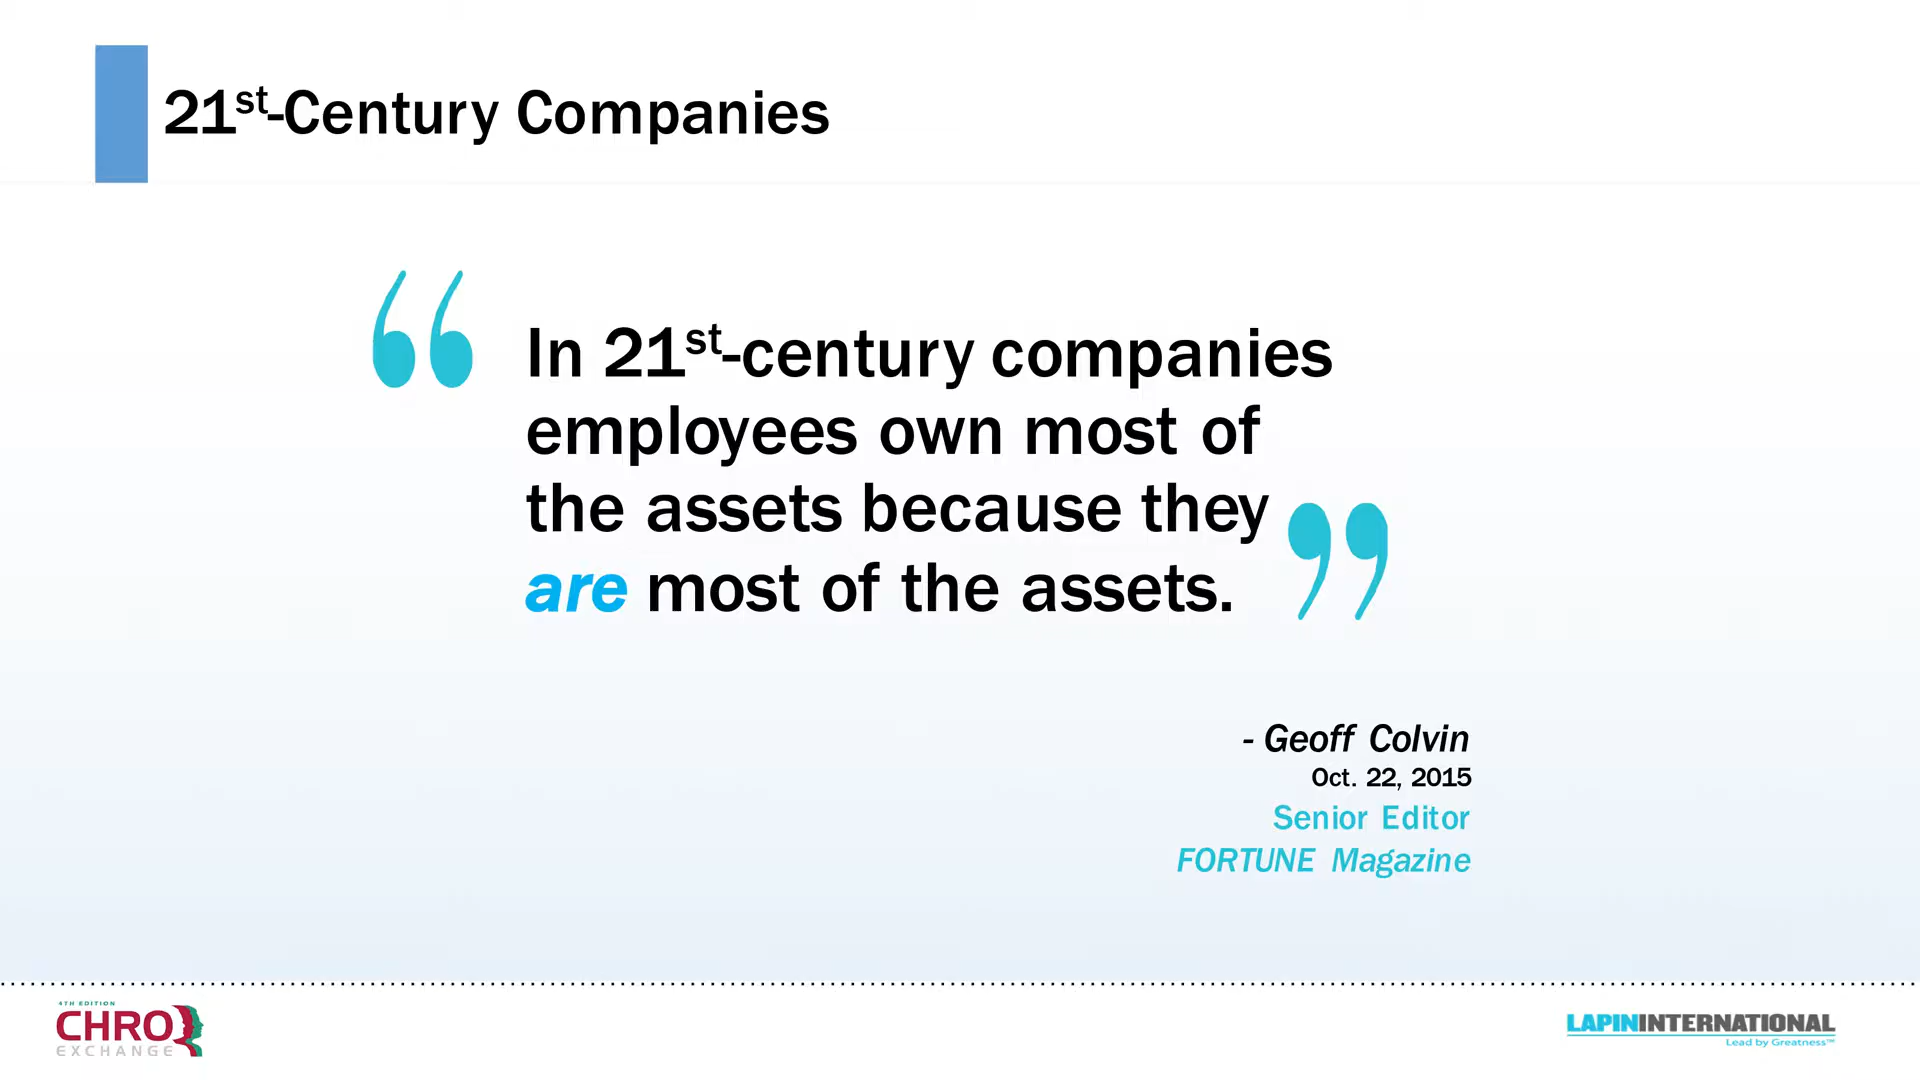 21st-Century Companies
“ In 21st-century companies
employees own most of
the assets because they
are most of the assets. ”
- Geoff Colvin
Oct. 22, 2015
Senior Editor
FORTUNE Magazine
4TH EDITION
CHRO
EXCHANGE
LAPININTERNATIONAL
Lead by Greatness™